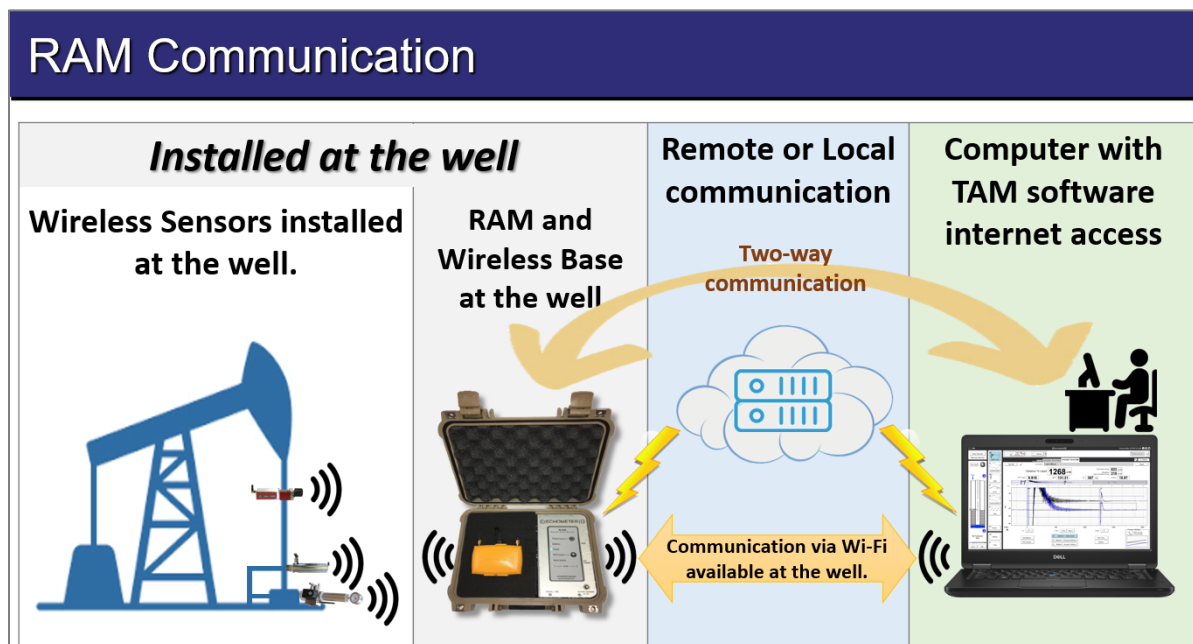 RAM Communication
Installed at the well
Wireless Sensors installed
at the well.
RAM and
Wireless Base
at the well
Remote or Local
communication
Two-way
communication
Computer with
TAM software
internet access
ECHOMETER
1268
Communication via Wi-Fi
available at the well.
DELL